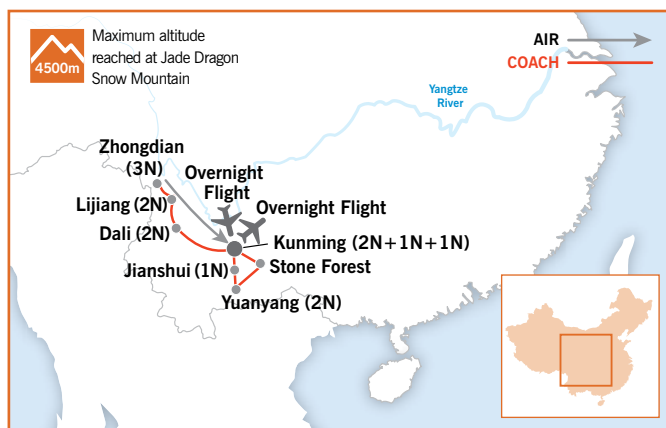 Maximum altitude
reached at Jade Dragon
Snow Mountain
4500m
AIR
COACH
Yangtze
River
Zhongdian
(3N)
Overnight
Flight
Overnight Flight
Lijiang (2N)
Dali (2N)
Kunming (2N+1N+1N)
Jianshui (1N)
Stone Forest
Yuanyang (2N)